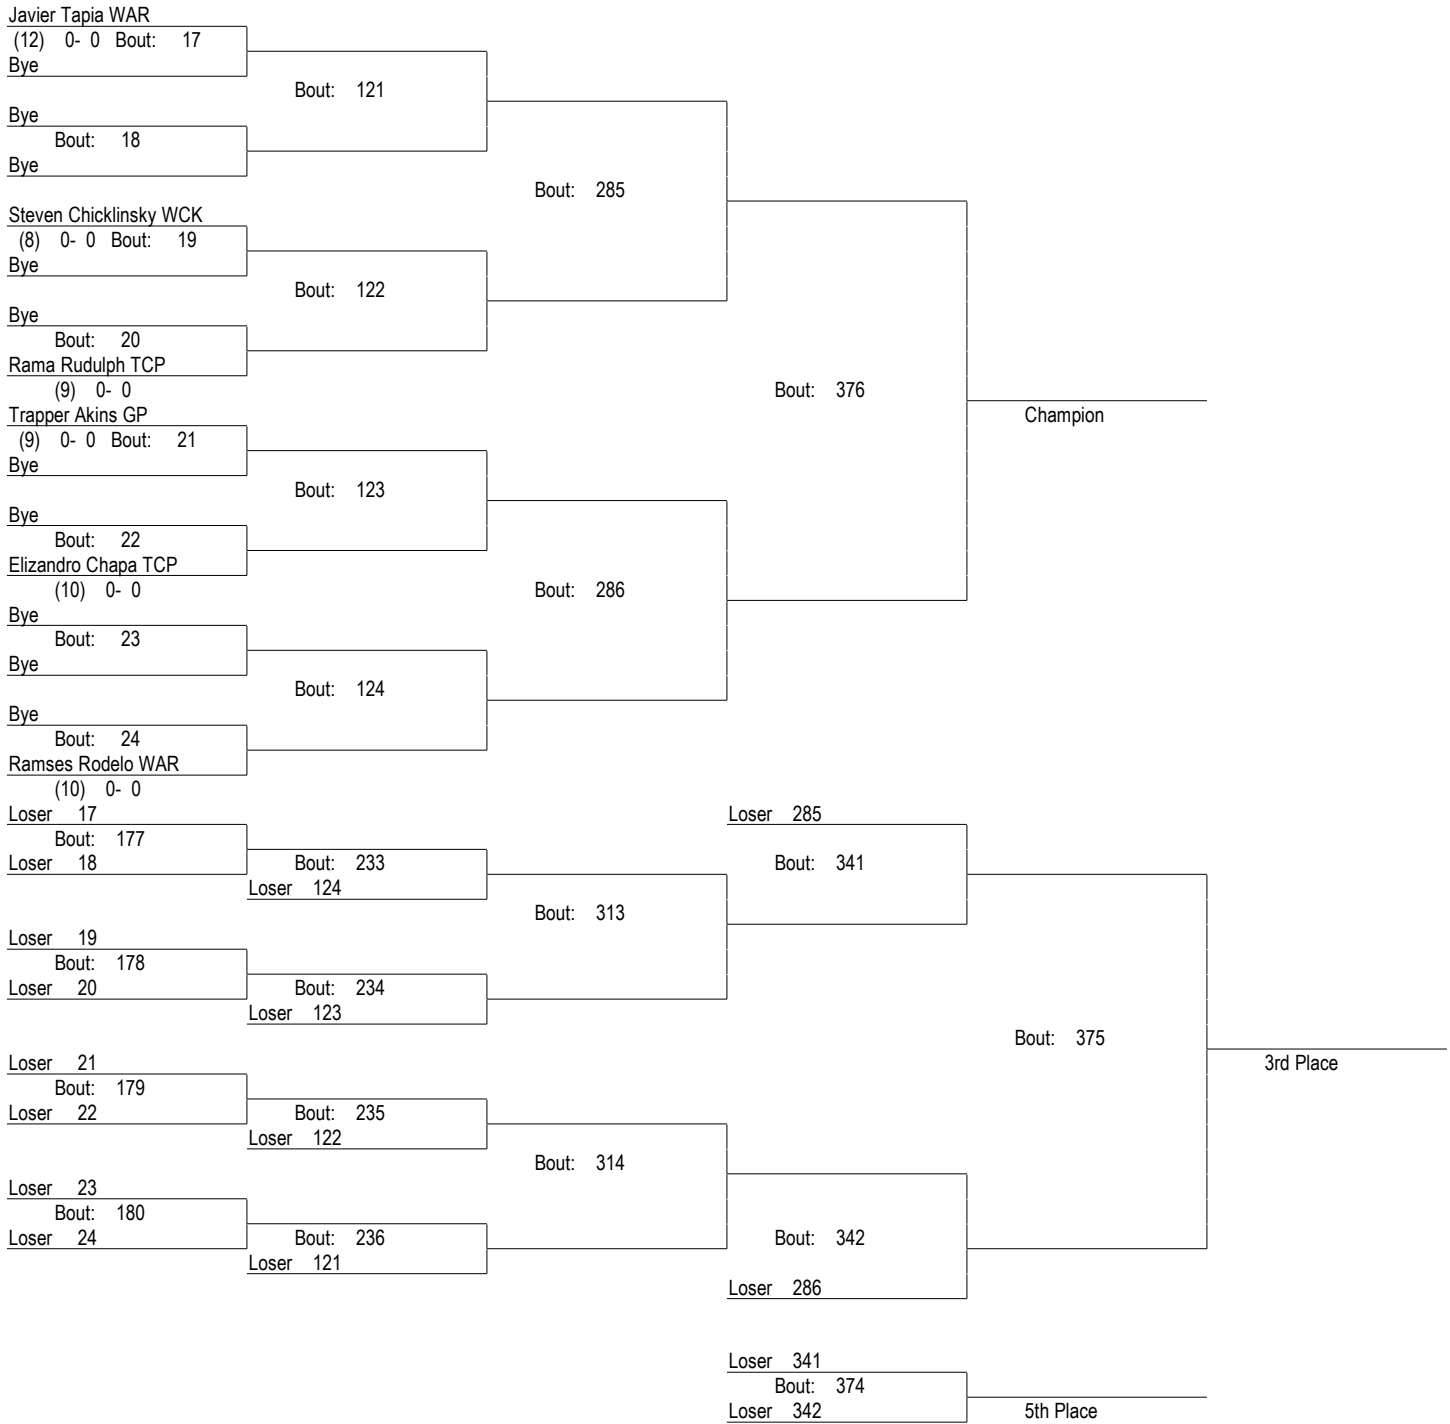 Javier Tapia WAR
(12) 0- 0 Bout: 17
Bye
Bout: 121
Bye
Bout: 18
Bye
Bout: 285
Steven Chicklinsky WCK
(8) 0- 0 Bout: 19
Bye
Bout: 122
Bye
Bout: 20
Rama Rudulph TCP
(9) 0- 0
Bout: 376
Champion
Trapper Akins GP
(9) 0- 0 Bout: 21
Bye
Bout: 123
Bye
Bout: 22
Elizandro Chapa TCP
(10) 0- 0
Bout: 286
Bye
Bout: 23
Bye
Bout: 124
Bye
Bout: 24
Ramses Rodelo WAR
(10) 0- 0
Loser 17
Bout: 177
Loser 18
Bout: 233
Loser 124
Loser 285
Bout: 341
Bout: 313
Loser 19
Bout: 178
Loser 20
Bout: 234
Loser 123
Bout: 375
3rd Place
Loser 21
Bout: 179
Loser 22
Bout: 235
Loser 122
Bout: 314
Loser 23
Bout: 180
Loser 24
Bout: 236
Loser 121
Bout: 342
Loser 286
Loser 341
Bout: 374
Loser 342
5th Place